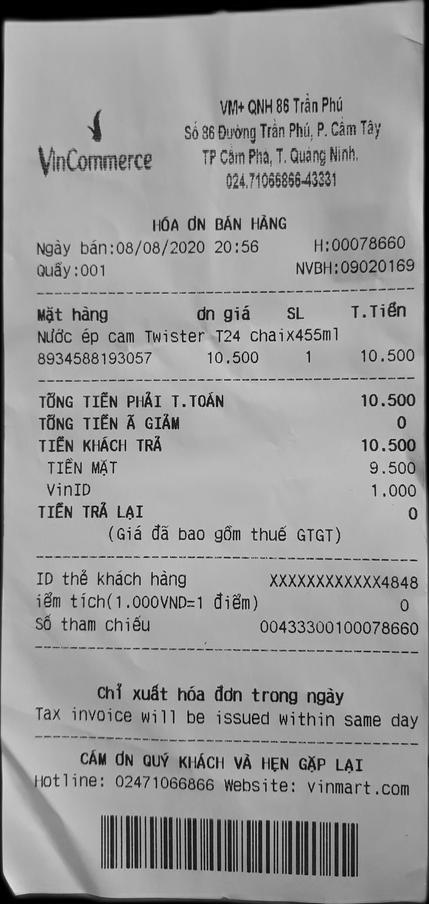 VinCommerce
VM+ QNH 86 Trần Phú
Số 86 Đường Trần Phú, P. Cẩm Tây
TP Cẩm Phả, T. Quảng Ninh.
024.71066866-43331
HÓA ƠN BÁN HÀNG
Ngày bán:08/08/2020 20:56 H:00078660
Quầy:001 NVBH:09020169
Mặt hàng ơn giá SL T.Tiền
Nước ép cam Twister T24 chaix455ml
8934588193057 10.500 1 10.500
TỔNG TIỀN PHẢI T.TOÁN 10.500
TỔNG TIỀN Ã GIẢM 0
TIỀN KHÁCH TRẢ 10.500
TIỀN MẶT 9.500
VinID 1.000
TIỀN TRẢ LẠI 0
(Giá đã bao gồm thuế GTGT)
ID thẻ khách hàng XXXXXXXXXXXX4848
iểm tích(1.000VND=1 điểm) 0
Số tham chiếu 00433300100078660
Chỉ xuất hóa đơn trong ngày
Tax invoice will be issued within same day
CÁM ƠN QUÝ KHÁCH VÀ HẸN GẶP LẠI
Hotline: 02471066866 Website: vinmart.com